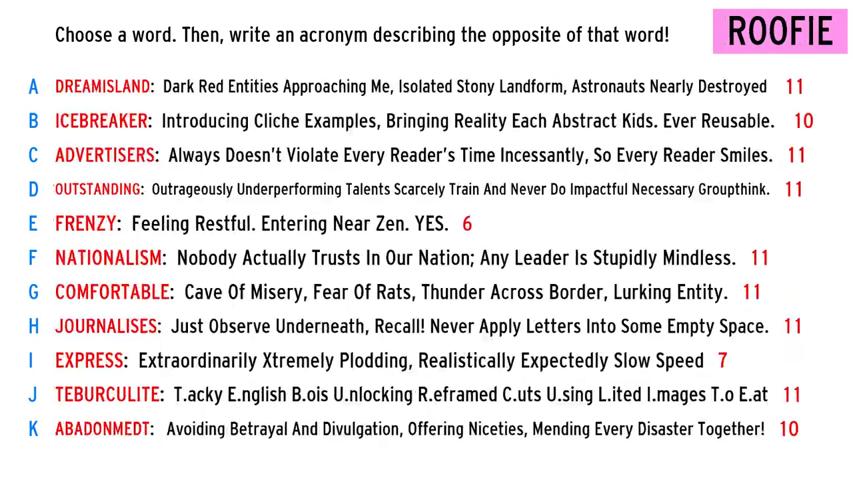 Choose a word. Then, write an acronym describing the opposite of that word!
ROOFIE
A DREAMISLAND: Dark Red Entities Approaching Me, Isolated Stony Landform, Astronauts Nearly Destroyed 11
B ICEBREAKER: Introducing Cliche Examples, Bringing Reality Each Abstract Kids. Ever Reusable. 10
C ADVERTISERS: Always Doesn't Violate Every Reader's Time Incessantly, So Every Reader Smiles. 11
D OUTSTANDING: Outrageously Underperforming Talents Scarcely Train And Never Do Impactful Necessary Groupthink. 11
E FRENZY: Feeling Restful. Entering Near Zen. YES. 6
F NATIONALISM: Nobody Actually Trusts In Our Nation; Any Leader Is Stupidly Mindless. 11
G COMFORTABLE: Cave Of Misery, Fear Of Rats, Thunder Across Border, Lurking Entity. 11
H JOURNALISES: Just Observe Underneath, Recall! Never Apply Letters Into Some Empty Space. 11
I EXPRESS: Extraordinarily Xtremely Plodding, Realistically Expectedly Slow Speed 7
J TEBURCULITE: T.acky E.nglish B.ois U.nlocking R.eframed C.uts U.sing L.ited I.mages T.o E.at 11
K ABADONMEDT: Avoiding Betrayal And Divulgation, Offering Niceties, Mending Every Disaster Together! 10